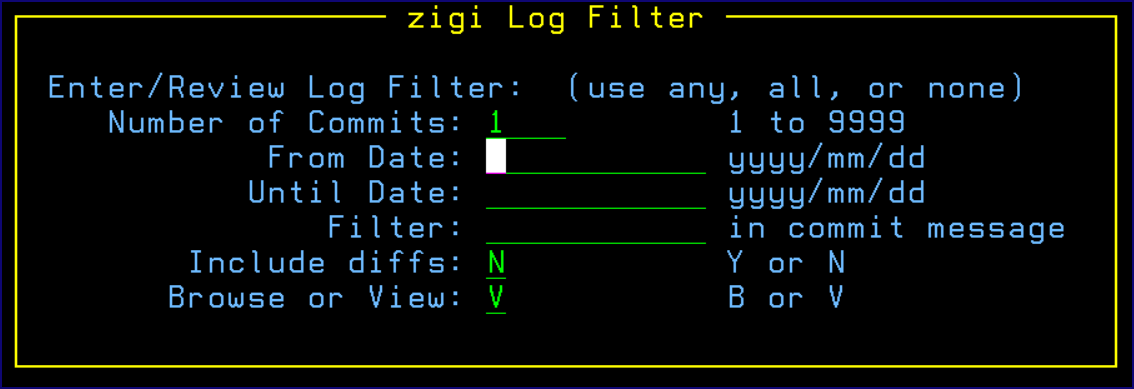 zigi Log Filter
Enter/Review Log Filter: (use any, all, or none)
Number of Commits: 1 1 to 9999
From Date: yyyy/mm/dd
Until Date: yyyy/mm/dd
Filter: in commit message
Include diffs: N Y or N
Browse or View: V B or V